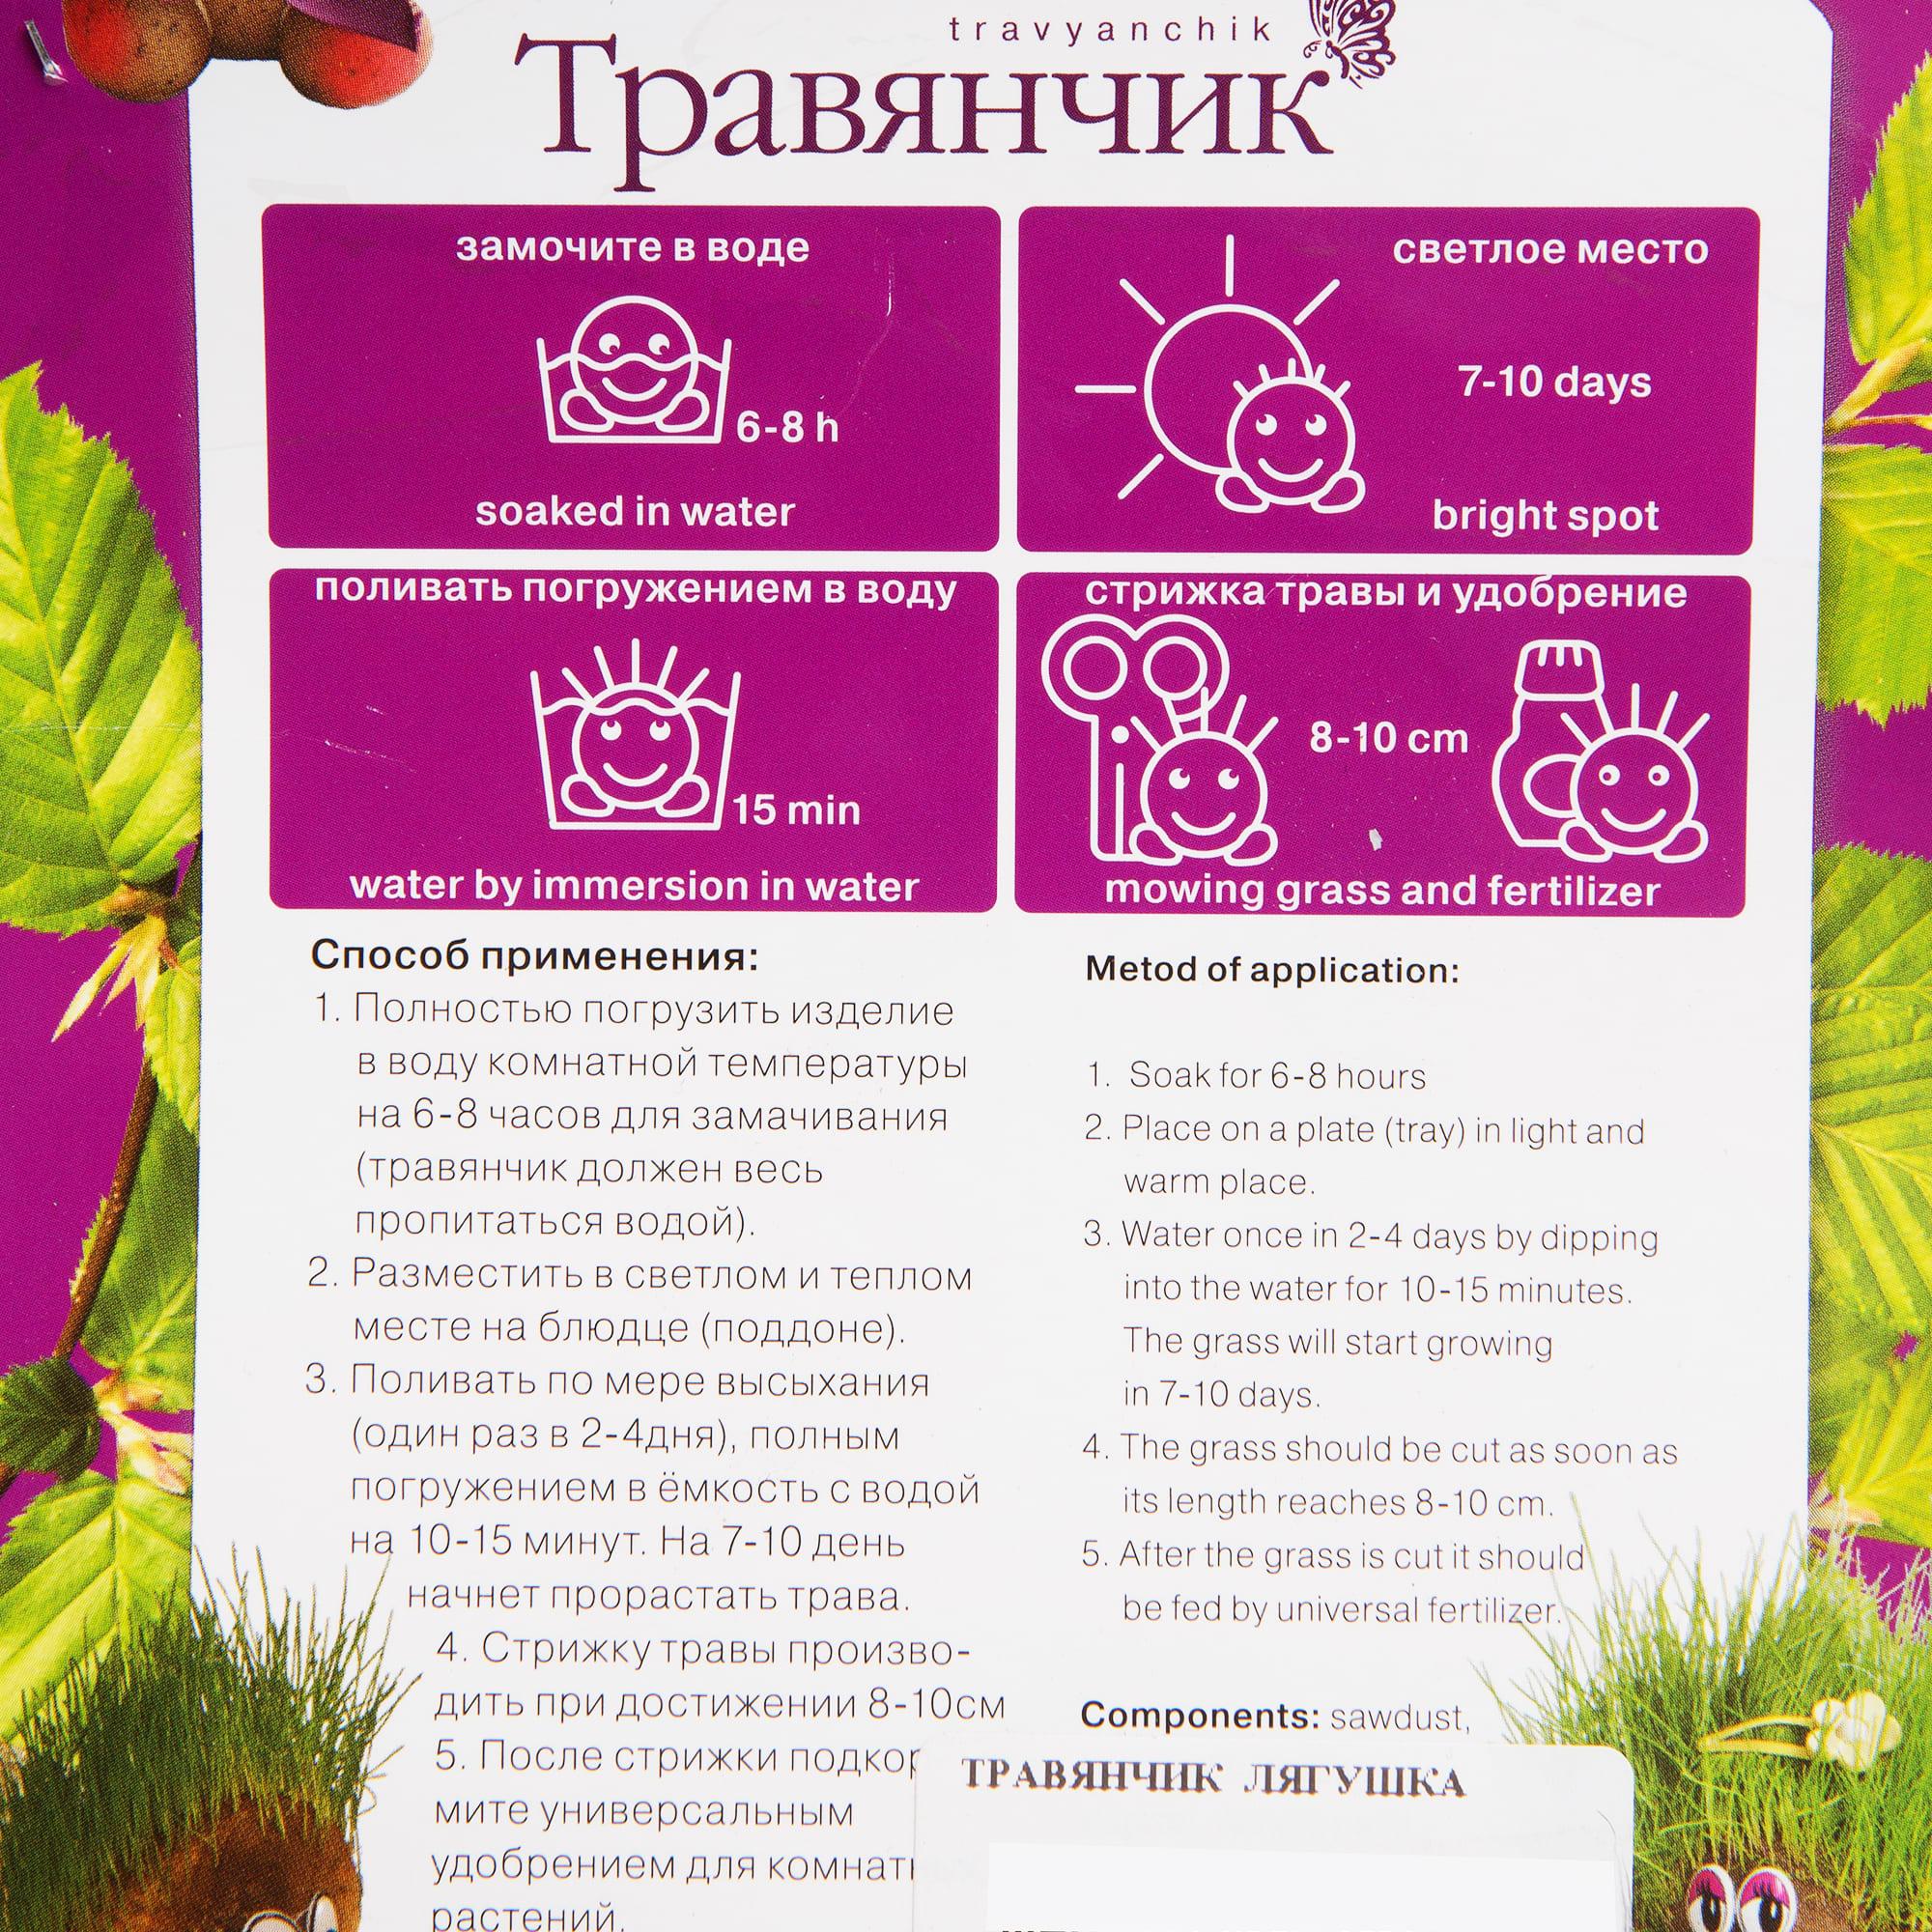 travyanchik
Травянчик
замочите в воде
6-8 h
soaked in water
светлое место
7-10 days
bright spot
поливать погружением в воду
15 min
water by immersion in water
стрижка травы и удобрение
8-10 cm
mowing grass and fertilizer
Способ применения:
1. Полностью погрузить изделие
в воду комнатной температуры
на 6-8 часов для замачивания
(травянчик должен весь
пропитаться водой).
2. Разместить в светлом и теплом
месте на блюдце (поддоне).
3. Поливать по мере высыхания
(один раз в 2-4дня), полным
погружением в ёмкость с водой
на 10-15 минут. На 7-10 день
начнет прорастать трава.
4. Стрижку травы произво-
дить при достижении 8-10см
5. После стрижки подкор
мите универсальным
удобрением для комнат
растений.
Metod of application:
1. Soak for 6-8 hours
2. Place on a plate (tray) in light and
warm place.
3. Water once in 2-4 days by dipping
into the water for 10-15 minutes.
The grass will start growing
in 7-10 days.
4. The grass should be cut as soon as
its length reaches 8-10 cm.
5. After the grass is cut it should
be fed by universal fertilizer.
Components: sawdust,
ТРАВЯНЧИК ЛЯГУШКА